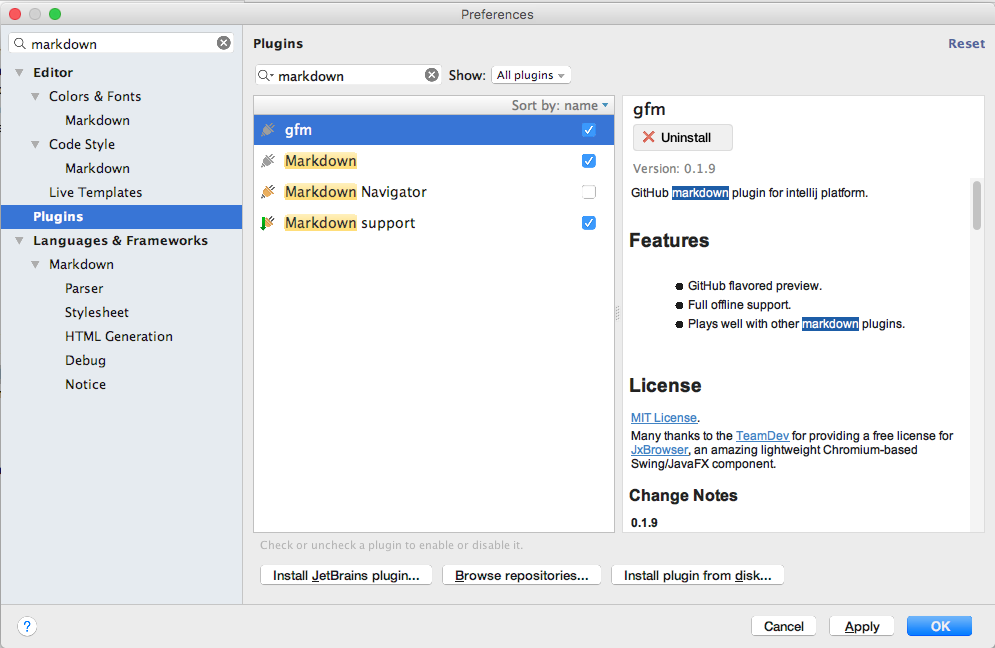 Preferences
markdown
Editor
Colors & Fonts
Markdown
Code Style
Markdown
Live Templates
Plugins
Languages & Frameworks
Markdown
Parser
Stylesheet
HTML Generation
Debug
Notice
Plugins
Reset
markdown
Show: All plugins
Sort by: name
gfm
Markdown
Markdown Navigator
Markdown support
Check or uncheck a plugin to enable or disable it.
Install JetBrains plugin...
Browse repositories...
Install plugin from disk...
gfm
Uninstall
Version: 0.1.9
GitHub markdown plugin for intellij platform.
Features
GitHub flavored preview.
Full offline support.
Plays well with other markdown plugins.
License
MIT License.
Many thanks to the TeamDev for providing a free license for
JxBrowser, an amazing lightweight Chromium-based
Swing/JavaFX component.
Change Notes
0.1.9
?
Cancel
Apply
OK